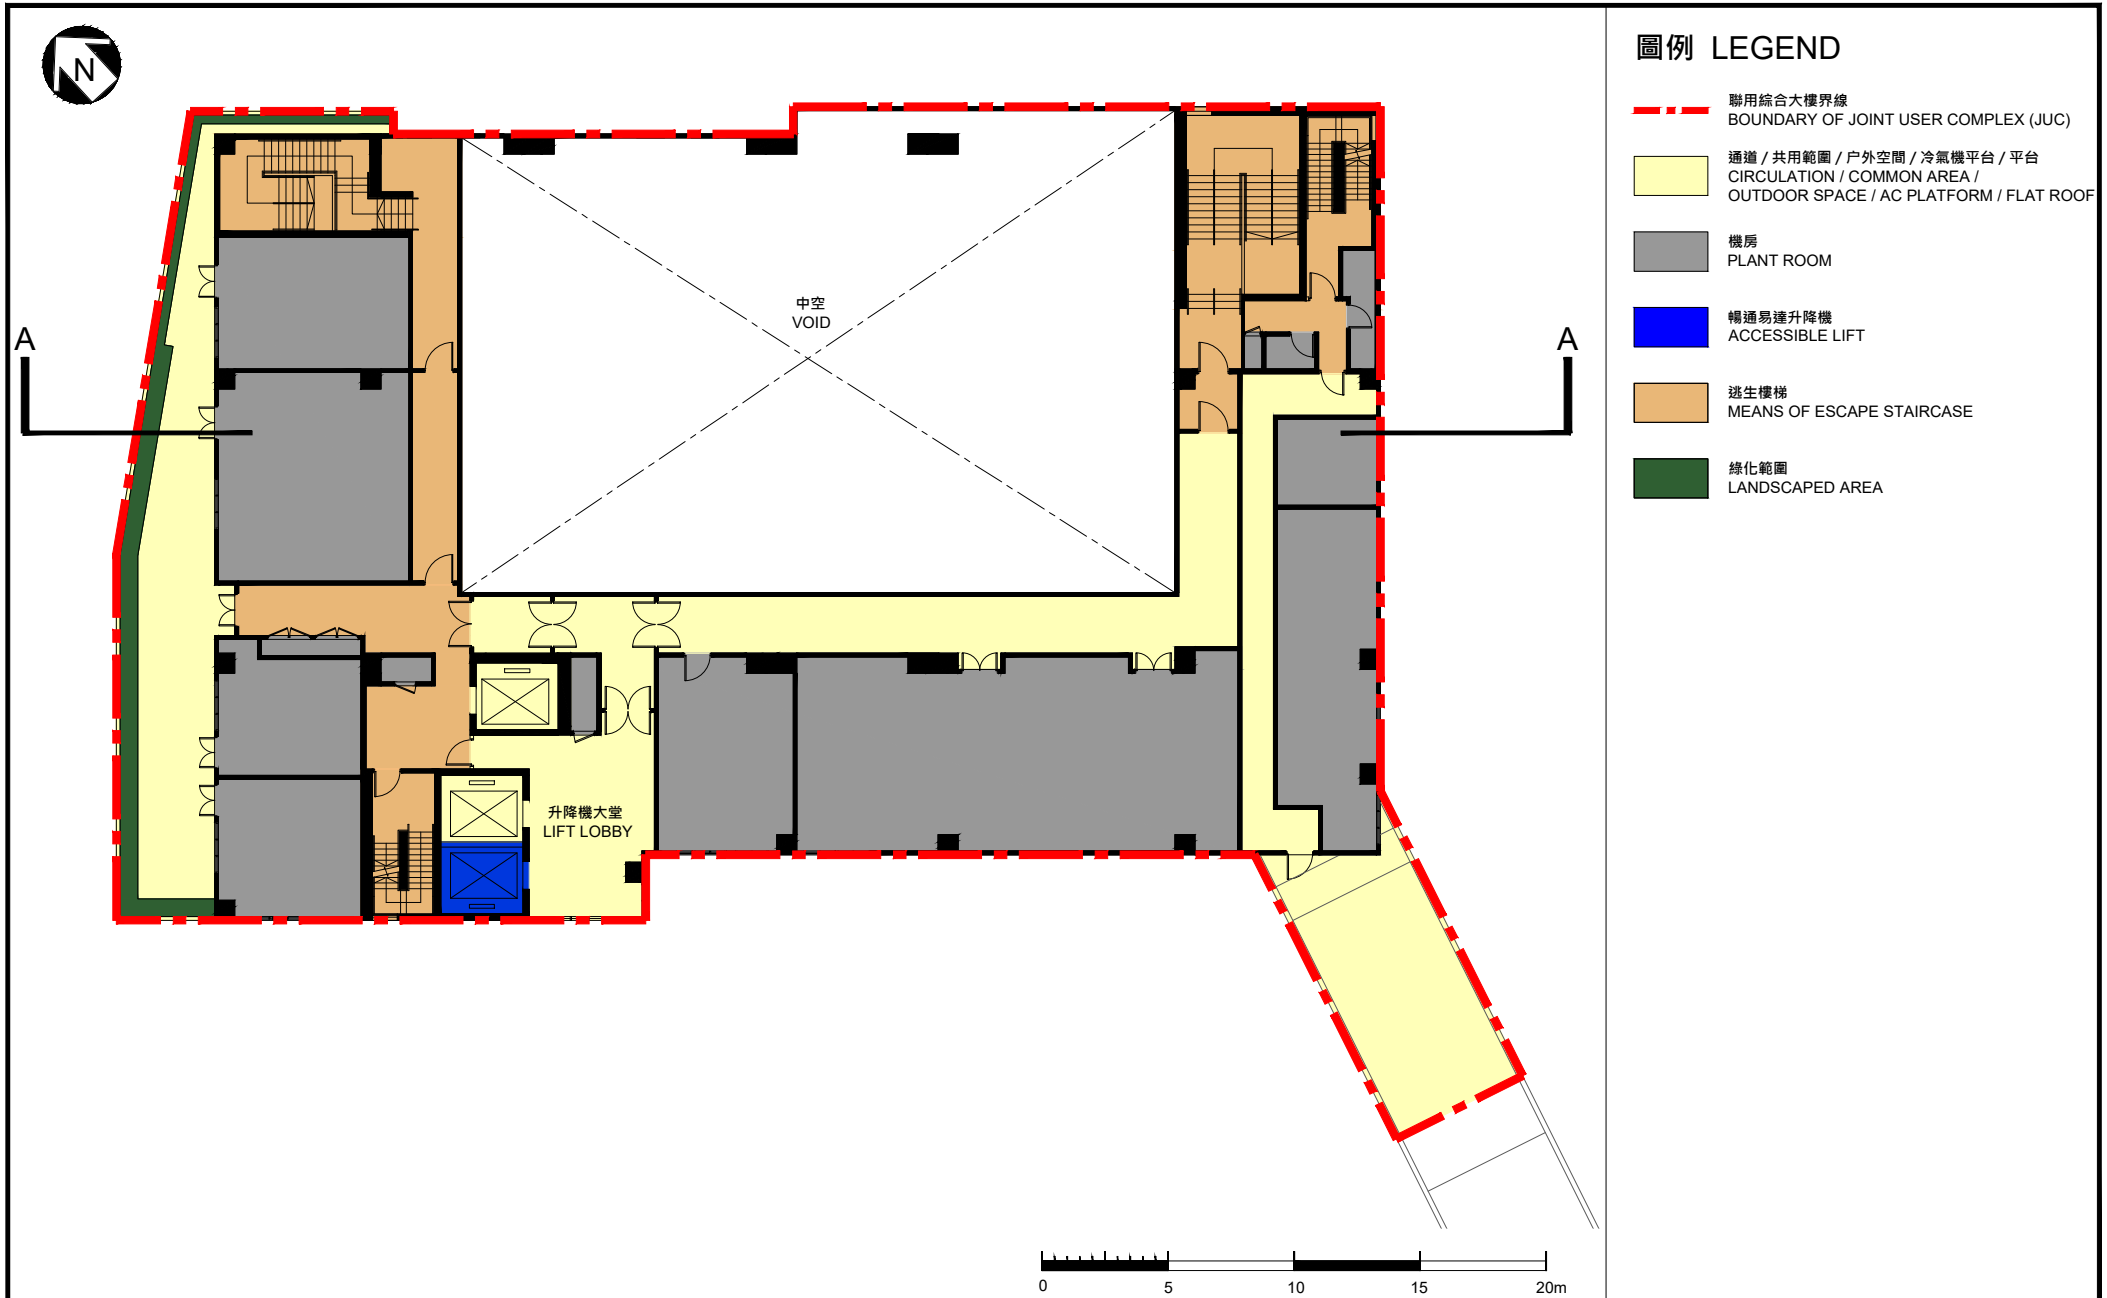 N
A
A
中空
VOID
升降機大堂
LIFT LOBBY
0
5
10
15
20m
圖例 LEGEND
聯用綜合大樓界線
BOUNDARY OF JOINT USER COMPLEX (JUC)
通道 / 共用範圍 / 户外空間 / 冷氣機平台 / 平台
CIRCULATION / COMMON AREA /
OUTDOOR SPACE / AC PLATFORM / FLAT ROOF
機房
PLANT ROOM
暢通易達升降機
ACCESSIBLE LIFT
逃生樓梯
MEANS OF ESCAPE STAIRCASE
綠化範圍
LANDSCAPED AREA